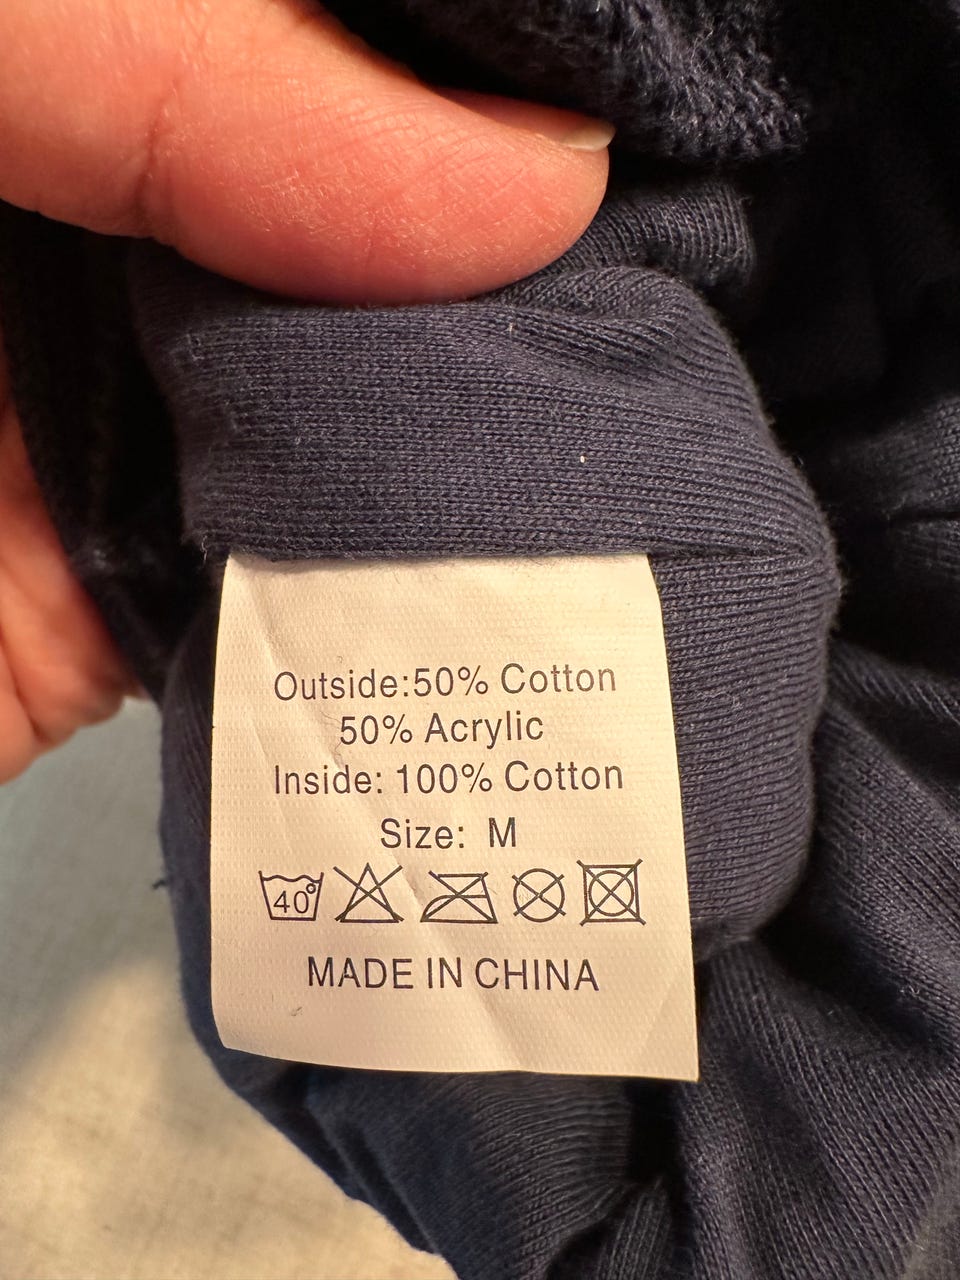 Outside:50% Cotton
50% Acrylic
Inside: 100% Cotton
Size: M
40°
MADE IN CHINA